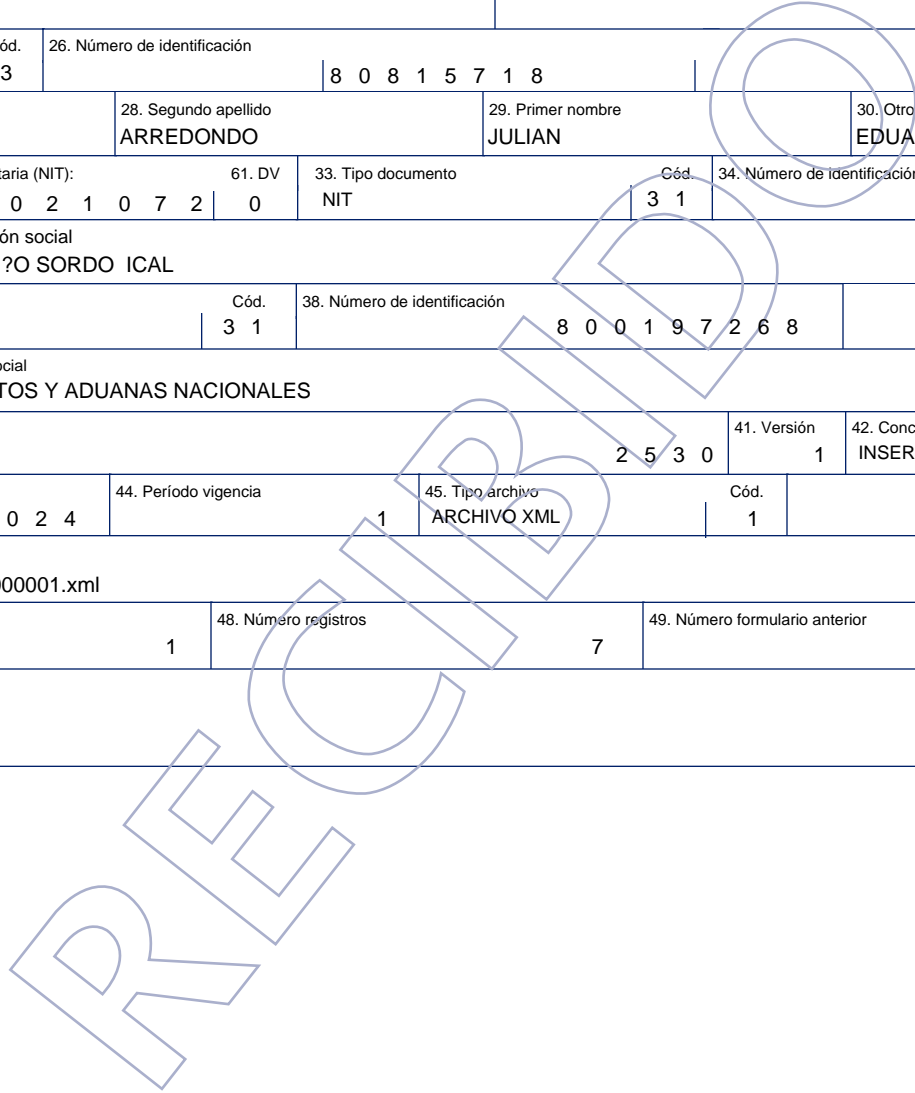 ód. 26. Número de identificación
3 8 0 8 1 5 7 1 8
28. Segundo apellido 29. Primer nombre 30. Otro
ARREDONDO JULIAN EDUA
taria (NIT): 61. DV 33. Tipo documento Cód. 34. Número de identificación
0 2 1 0 7 2 0 NIT 3 1
ón social
?O SORDO ICAL
Cód. 38. Número de identificación
3 1 8 0 0 1 9 7 2 6 8
ocial
TOS Y ADUANAS NACIONALES
41. Versión 42. Conc
2 5 3 0 1 INSER
44. Período vigencia 45. Tipo archivo Cód.
0 2 4 1 ARCHIVO XML 1
000001.xml
48. Número registros 49. Número formulario anterior
1 7
RECIBIDO